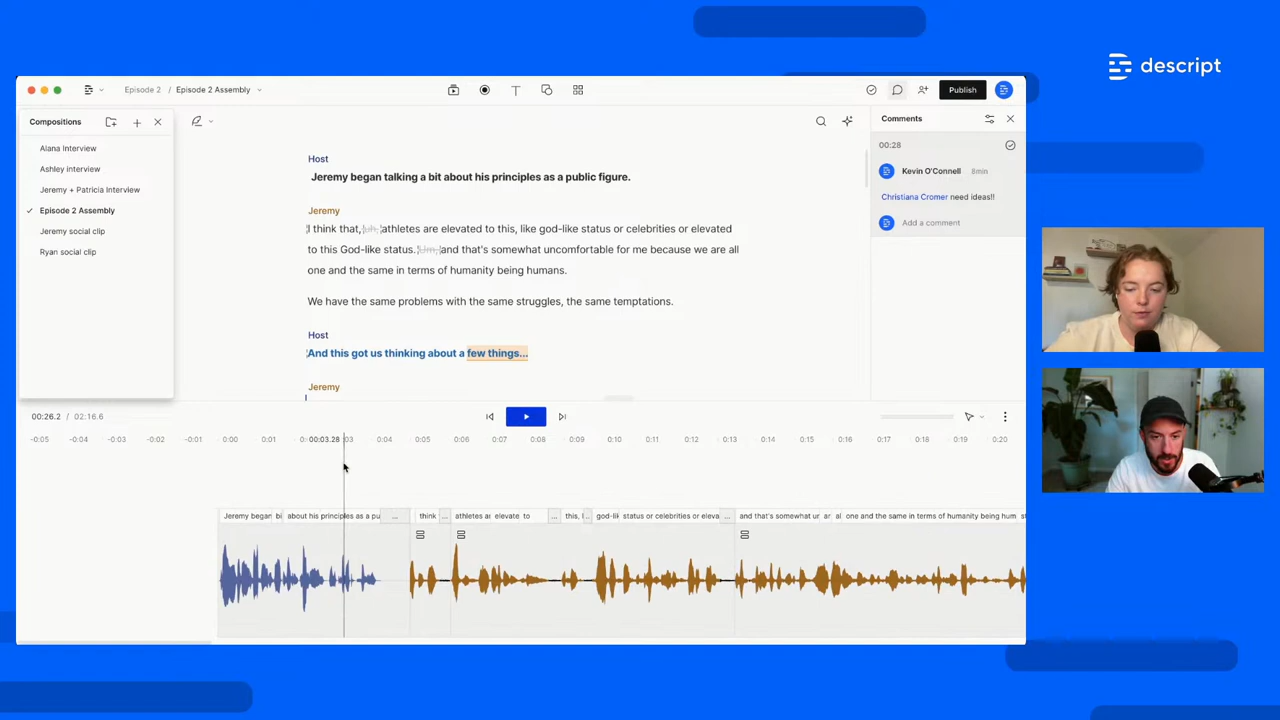 descript
Episode 2 / Episode 2 Assembly
Publish
Compositions
Alana Interview
Ashley interview
Jeremy + Patricia Interview
Episode 2 Assembly
Jeremy social clip
Ryan social clip
Host
Jeremy began talking a bit about his principles as a public figure.
Jeremy
I think that, uh, athletes are elevated to this, like god-like status or celebrities or elevated
to this God-like status. Um, and that's somewhat uncomfortable for me because we are all
one and the same in terms of humanity being humans.
We have the same problems with the same struggles, the same temptations.
Host
And this got us thinking about a few things...
Jeremy
Comments
00:28
Kevin O'Connell 8min
Christiana Cromer need ideas!!
Add a comment
00:26.2 / 02:16.6
-0:05 -0:04 -0:03 -0:02 -0:01 0:00 0:01 00:03.28 0:04 0:05 0:06 0:07 0:08 0:09 0:10 0:11 0:12 0:13 0:14 0:15 0:16 0:17 0:18 0:19 0:20
Jeremy began bi about his principles as a pu ... think ... athletes a elevate to ... this, l ... god-lik status or celebrities or eleva ... and that's somewhat ur ar al one and the same in terms of humanity being hum